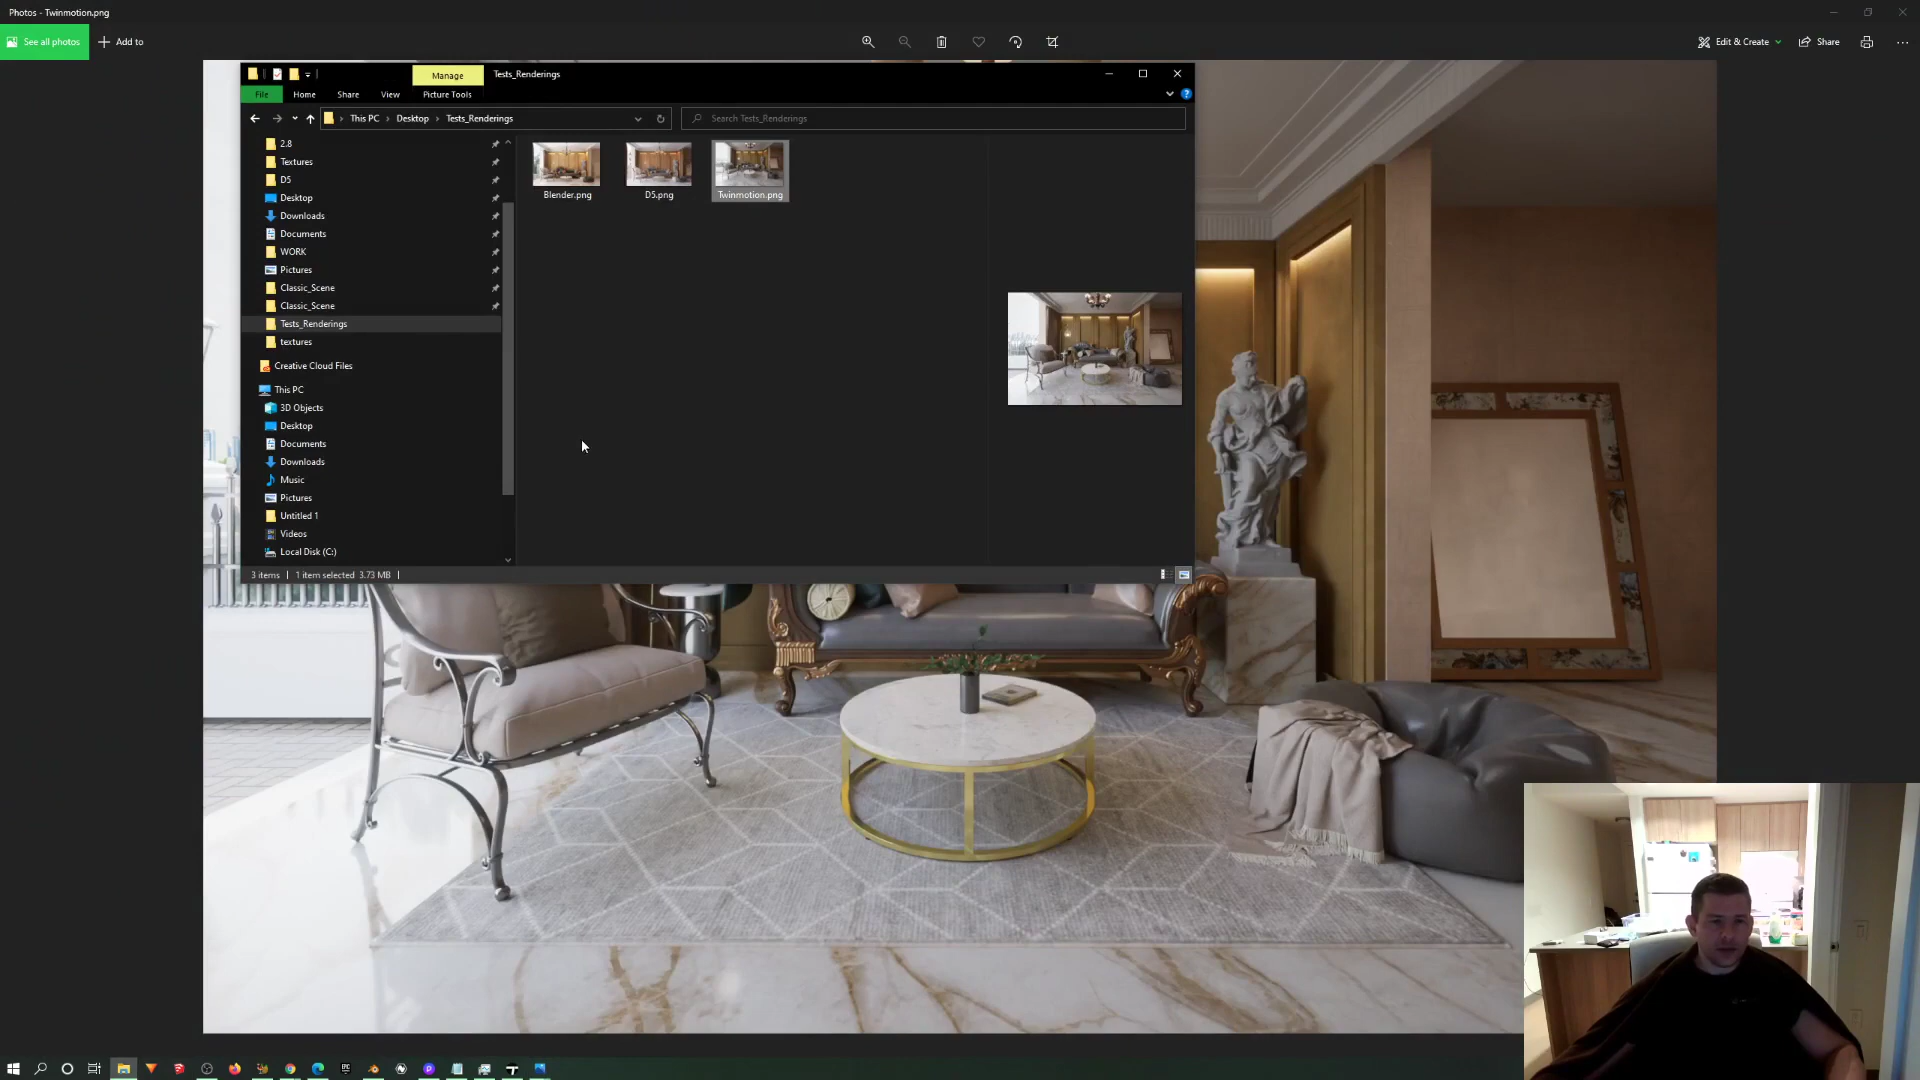 Photos - Twinmotion.png
See all photos
Add to
Edit & Create
Share
Manage
Tests_Renderings
File
Home
Share
View
Picture Tools
This PC
Desktop
Tests_Renderings
Search Tests_Renderings
2.8
Textures
D5
Desktop
Downloads
Documents
WORK
Pictures
Classic_Scene
Classic_Scene
Tests_Renderings
textures
Creative Cloud Files
This PC
3D Objects
Desktop
Documents
Downloads
Music
Pictures
Untitled 1
Videos
Local Disk (C:)
Blender.png
D5.png
Twinmotion.png
3 items
1 item selected 3.73 MB